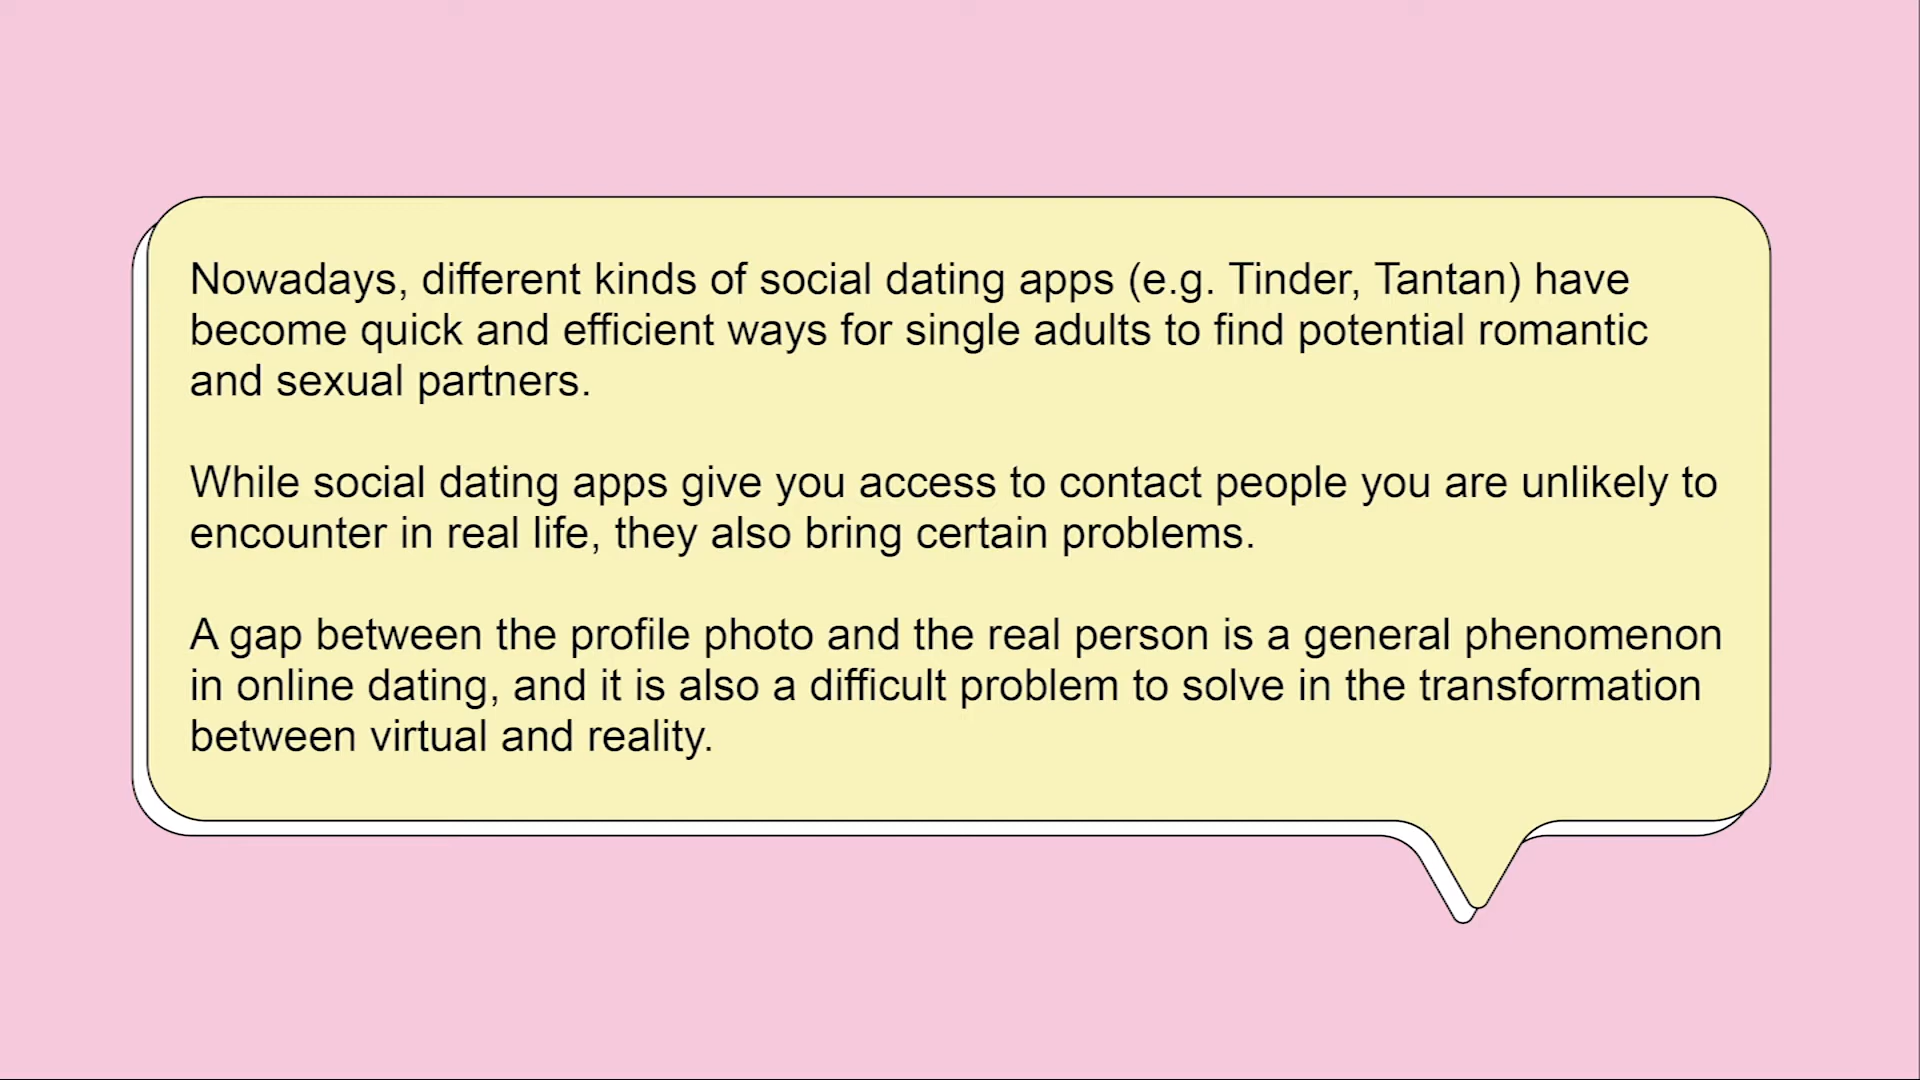 Nowadays, different kinds of social dating apps (e.g. Tinder, Tantan) have
become quick and efficient ways for single adults to find potential romantic
and sexual partners.
While social dating apps give you access to contact people you are unlikely to
encounter in real life, they also bring certain problems.
A gap between the profile photo and the real person is a general phenomenon
in online dating, and it is also a difficult problem to solve in the transformation
between virtual and reality.